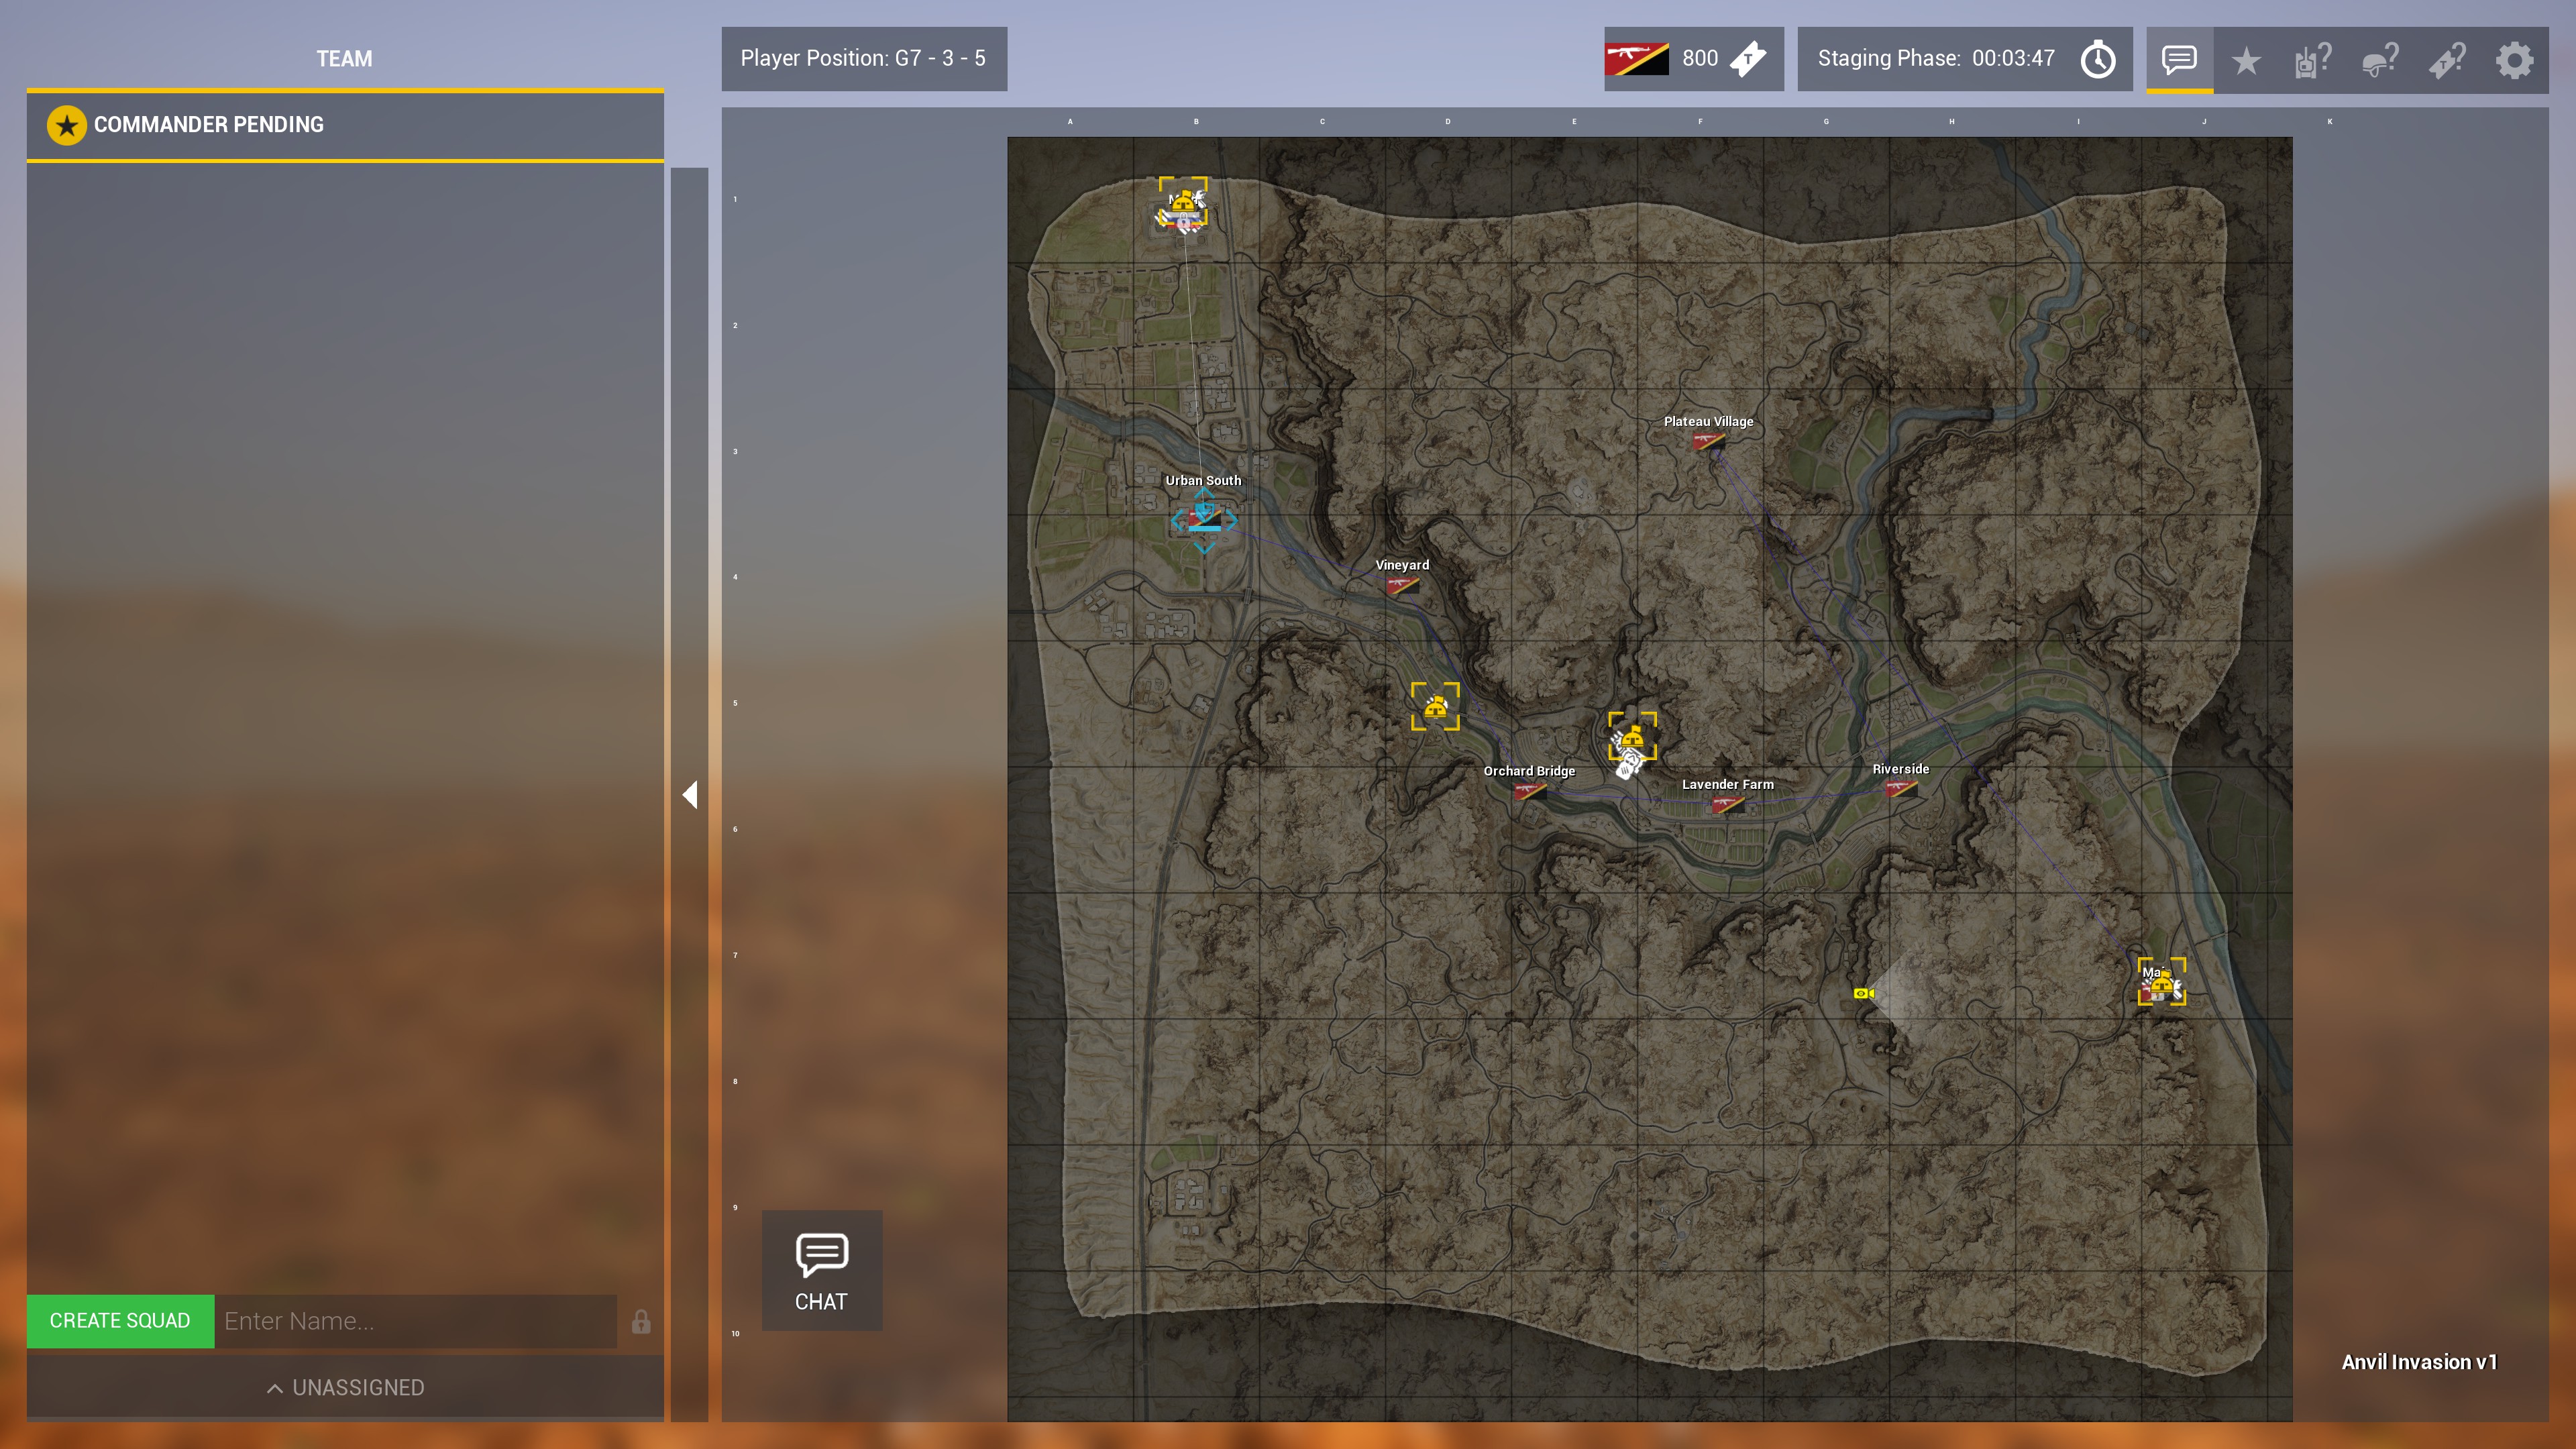 TEAM
Player Position: G7 - 3 - 5
800
T
Staging Phase: 00:03:47
? ? T ?
COMMANDER PENDING
A B C D E F G H I J K
1
2
3
4
5
6
7
8
9
10
Plateau Village
Urban South
Vineyard
Orchard Bridge
Lavender Farm
Riverside
CHAT
CREATE SQUAD
Enter Name...
UNASSIGNED
Anvil Invasion v1